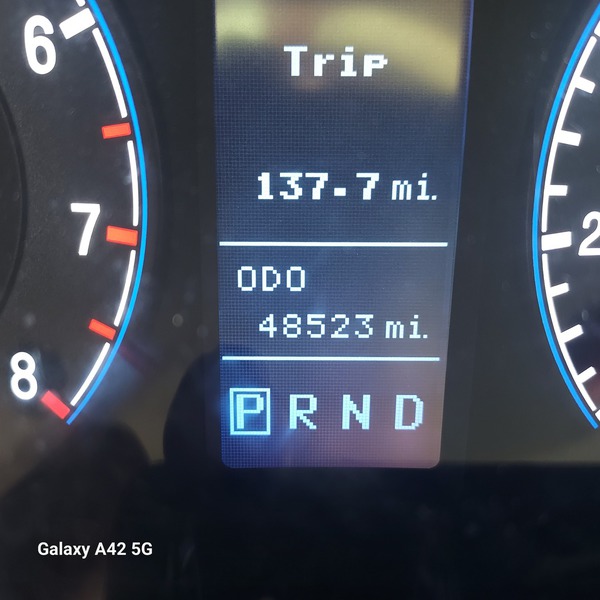 6
7
8
Trip
137.7 mi.
ODO
48523 mi.
P R N D
2
Galaxy A42 5G